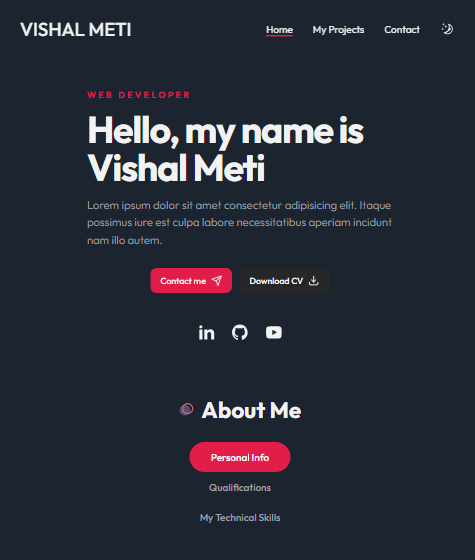 VISHAL METI
Home My Projects Contact
WEB DEVELOPER
Hello, my name is
Vishal Meti
Lorem ipsum dolor sit amet consectetur adipisicing elit. Itaque
possimus iure est culpa labore necessitatibus aperiam incidunt
nam illo autem.
Contact me Download CV
About Me
Personal Info
Qualifications
My Technical Skills